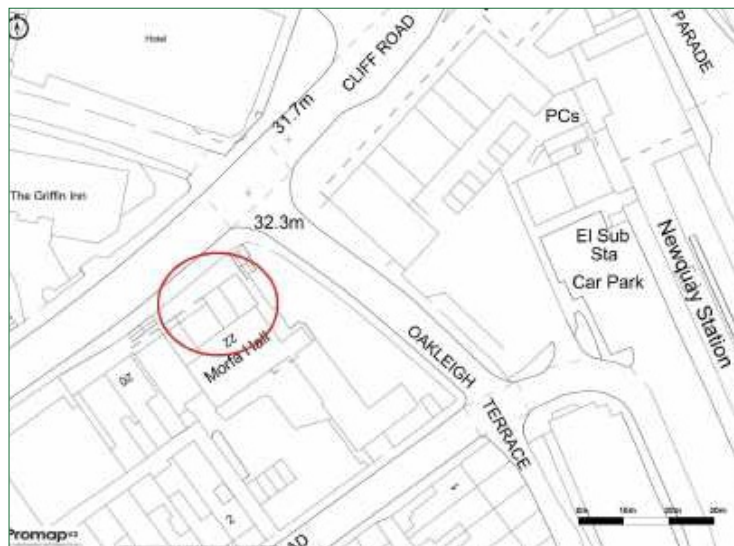 Hotel
CLIFF ROAD
PARADE
31.7m
PCs
The Griffin Inn
32.3m
El Sub
Sta
Car Park
Newquay Station
22
Morfa Hall
OAKLEIGH
TERRACE
20
2
Promap